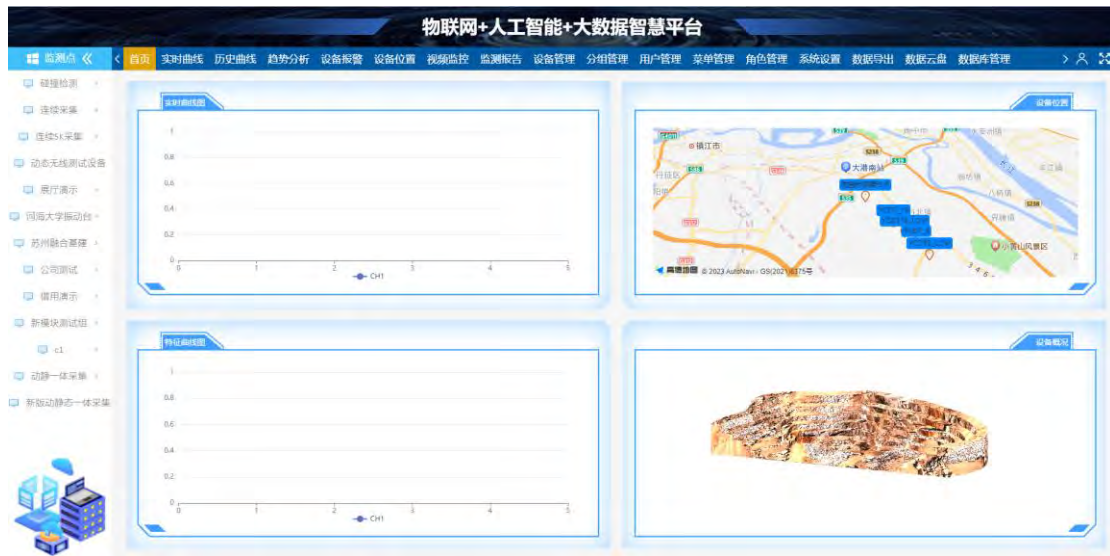 物联网+人工智能+大数据智慧平台
监测点 首页 实时曲线 历史曲线 趋势分析 设备报警 设备位置 视频监控 监测报告 设备管理 分组管理 用户管理 菜单管理 角色管理 系统设置 数据导出 数据云盘 数据库管理
碰撞检测
连续采集
连续5K采集
动态无线测试设备
展厅演示
河海大学振动台
苏州融合基建
公司测试
借用演示
新模块测试组
c1
动静一体采集
新版动静态一体采集
实时曲线图
1
0.8
0.6
0.4
0.2
0
0 1 2 3 4 5
CH1
设备位置
镇江市
大港南站
小黄山风景区
高德地图 © 2023 AutoNavi
特征曲线图
1
0.8
0.6
0.4
0.2
0
0 1 2 3 4 5
CH1
设备概况